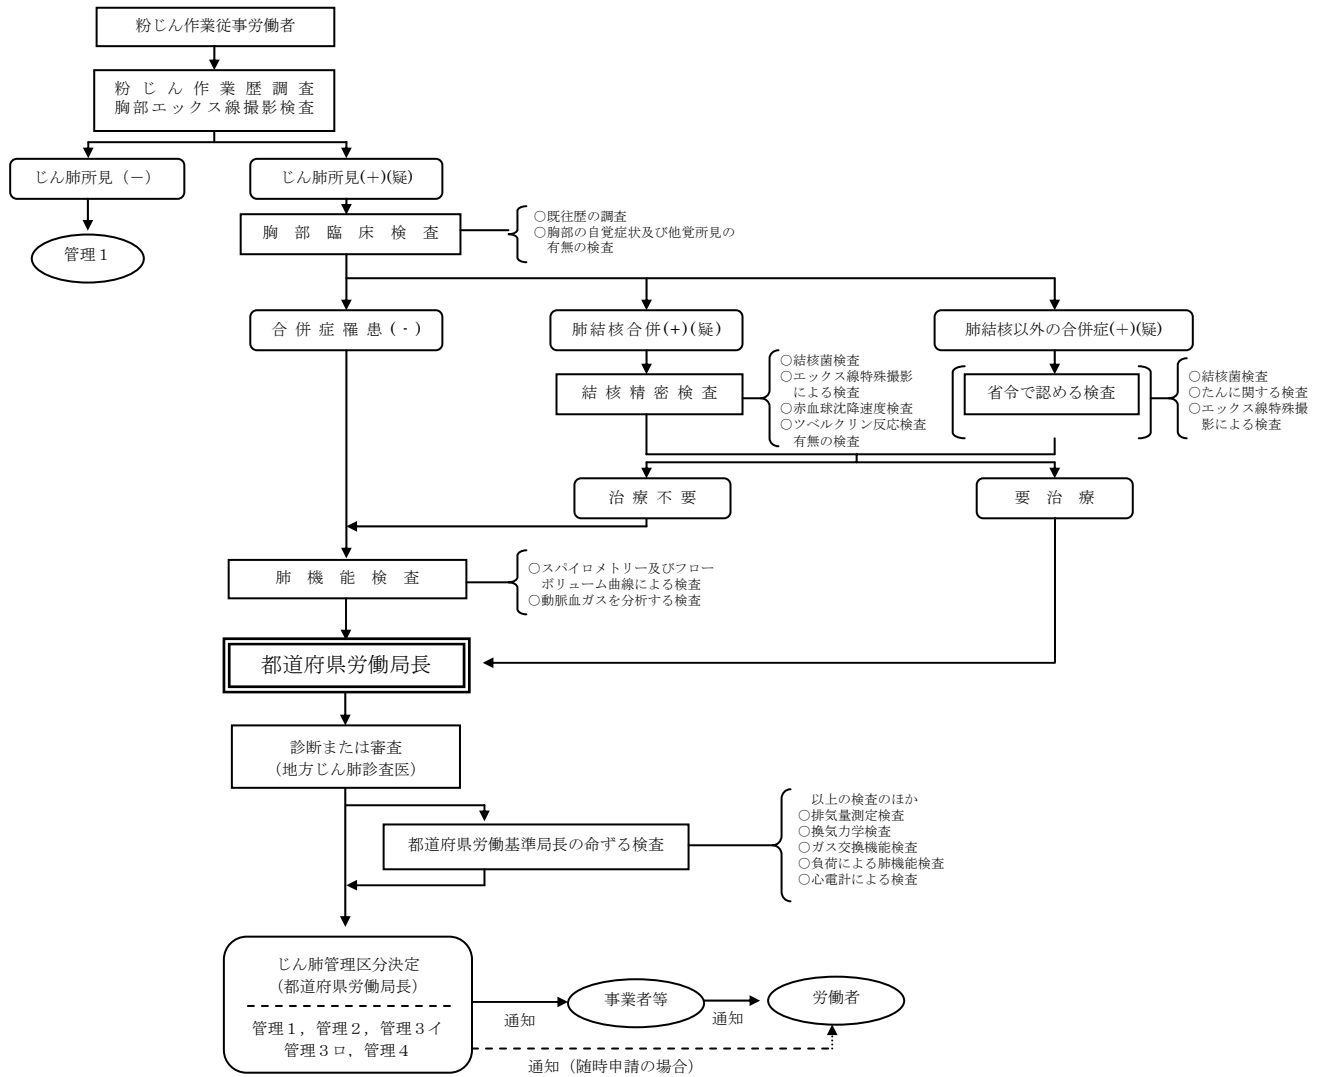 粉じん作業従事労働者
粉じん作業歴調査
胸部エックス線撮影検査
じん肺所見（－）
じん肺所見(＋)(疑)
管理１
胸部臨床検査
○既往歴の調査
○胸部の自覚症状及び他覚所見の
有無の検査
合併症罹患(-)
肺結核合併(+)(疑)
肺結核以外の合併症(＋)(疑)
結核精密検査
○結核菌検査
○エックス線特殊撮影
による検査
○赤血球沈降速度検査
○ツベルクリン反応検査
有無の検査
省令で認める検査
○結核菌検査
○たんに関する検査
○エックス線特殊撮
影による検査
治療不要
要治療
肺機能検査
○スパイロメトリー及びフロー
ボリューム曲線による検査
○動脈血ガスを分析する検査
都道府県労働局長
診断または審査
（地方じん肺診査医）
都道府県労働基準局長の命ずる検査
以上の検査のほか
○排気量測定検査
○換気力学検査
○ガス交換機能検査
○負荷による肺機能検査
○心電計による検査
じん肺管理区分決定
（都道府県労働局長）
管理１，管理２，管理３イ
管理３ロ，管理４
通知
事業者等
通知
労働者
通知（随時申請の場合）